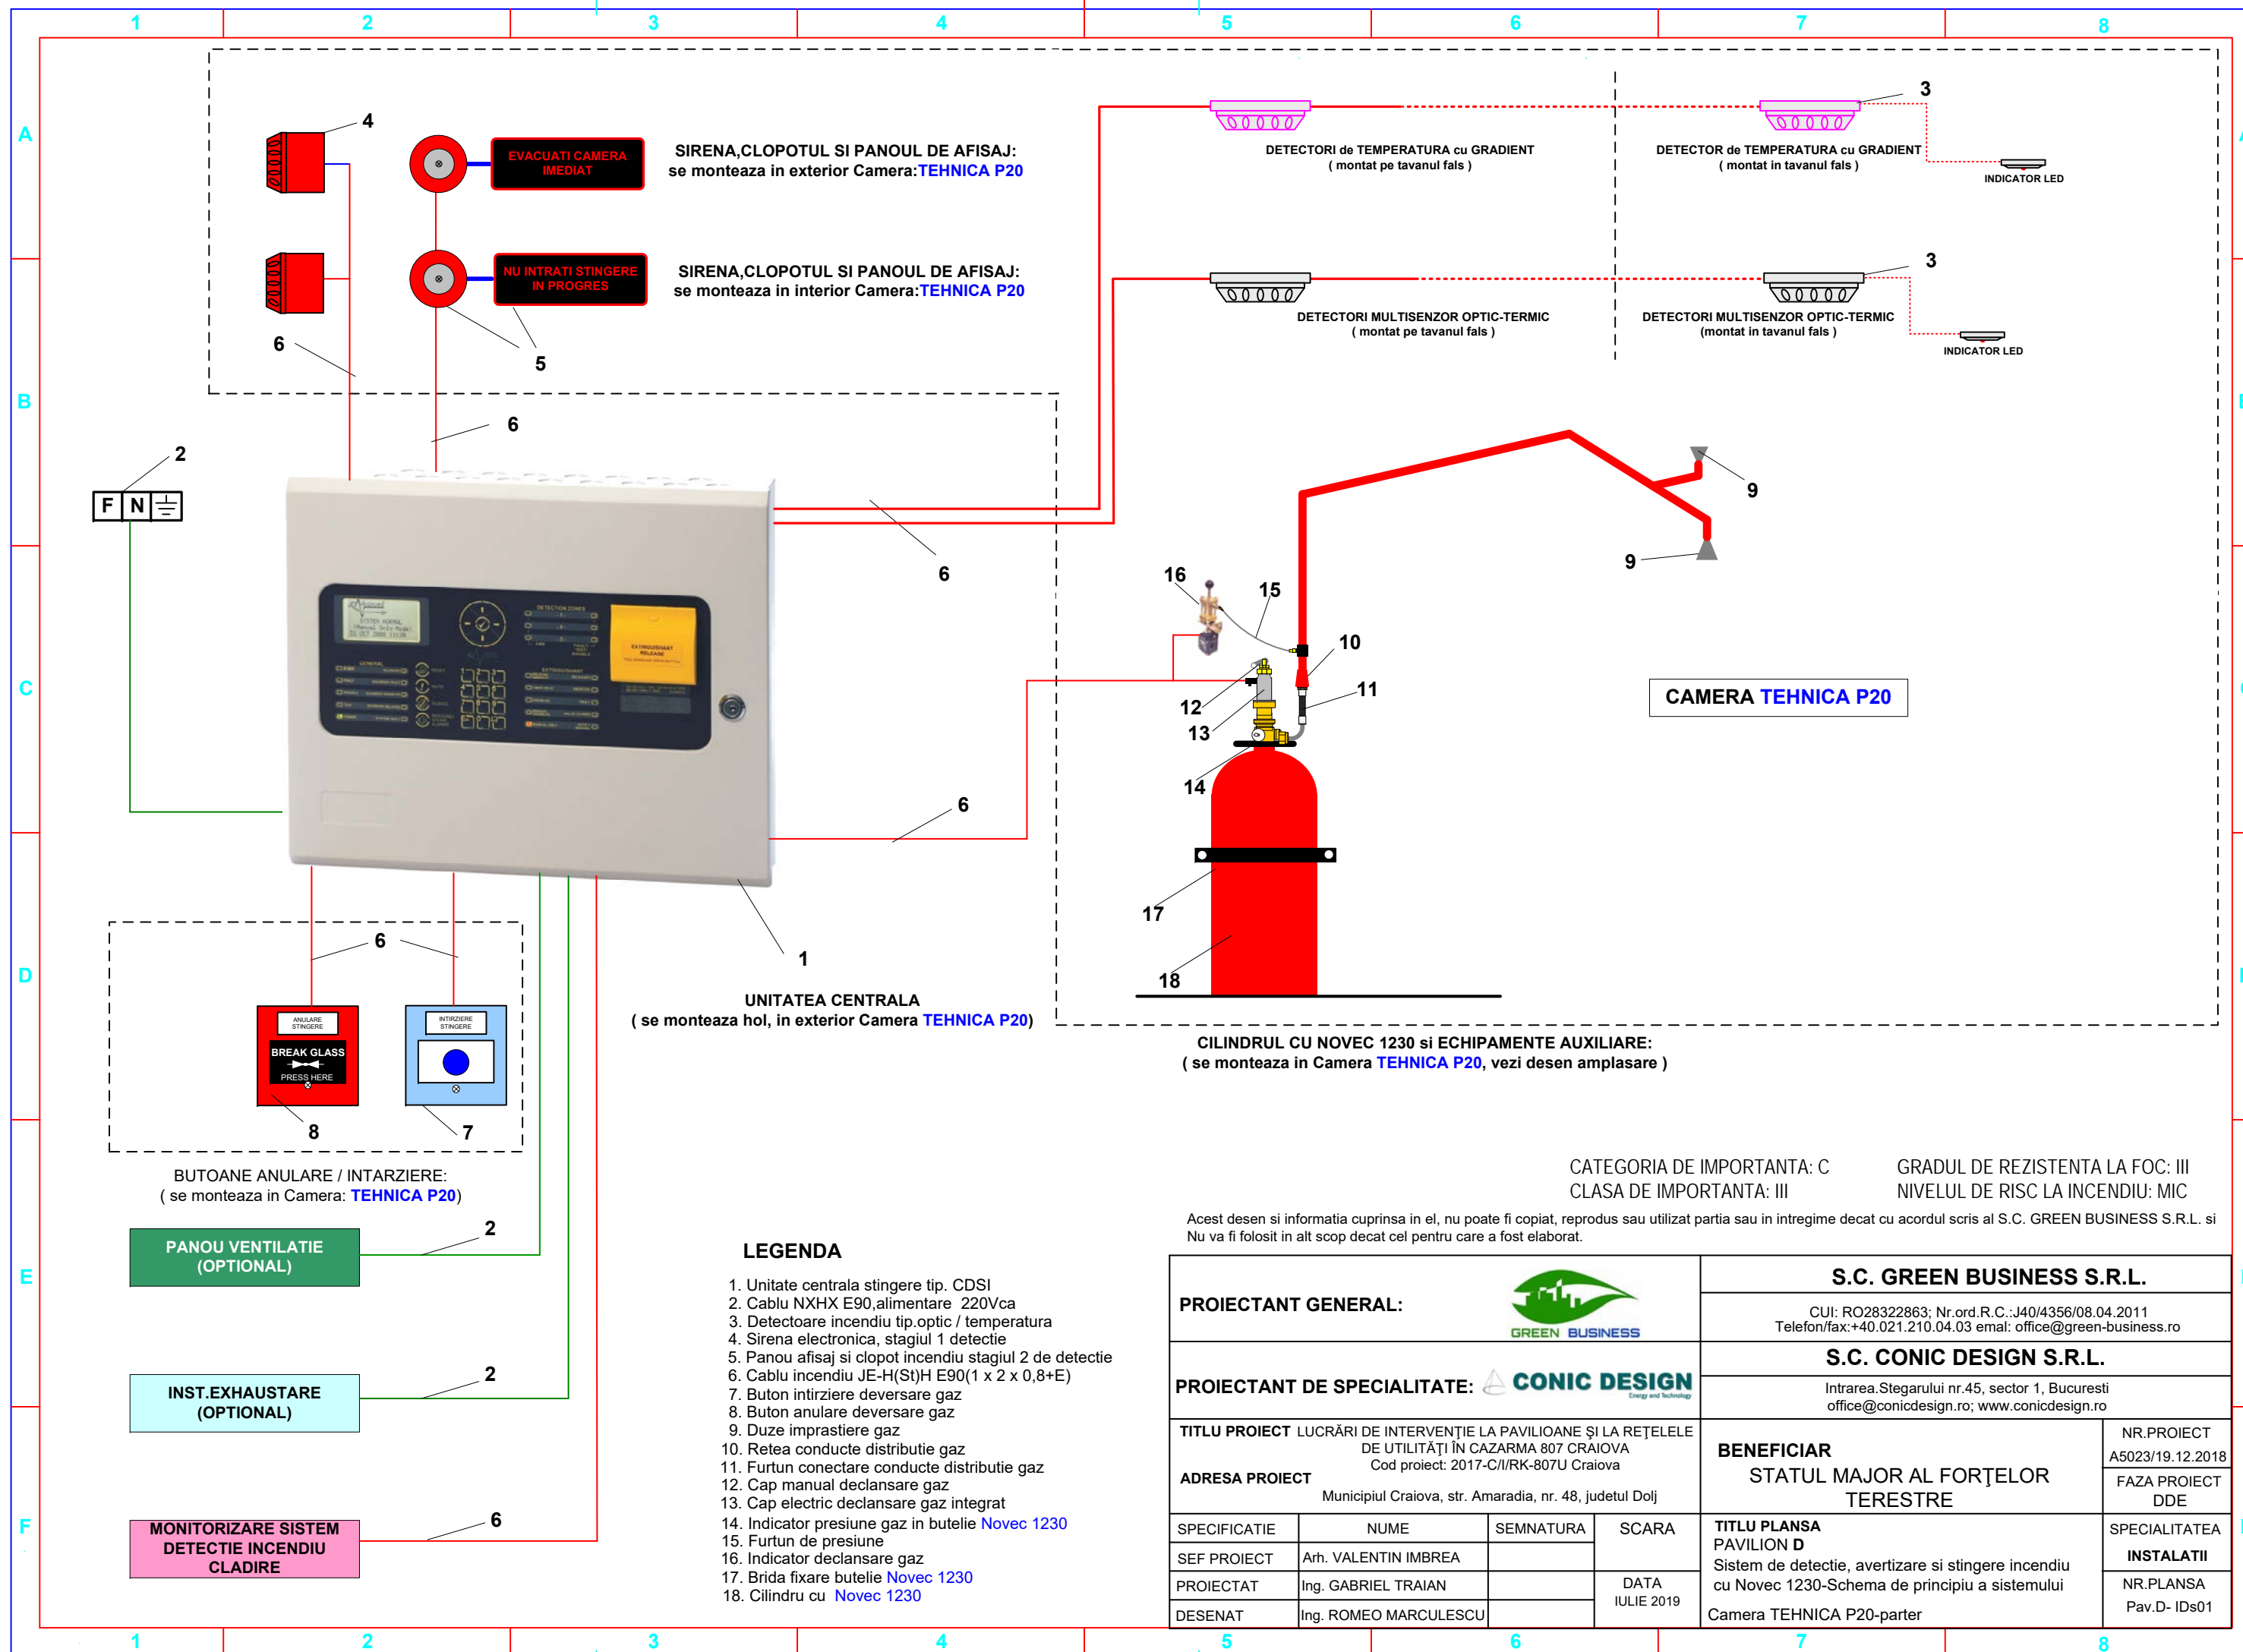 1 2 3 4 5 6 7 8
A
B
C
D
E
F
4
EVACUATI CAMERA
IMEDIAT
SIRENA,CLOPOTUL SI PANOUL DE AFISAJ:
se monteaza in exterior Camera:TEHNICA P20
NU INTRATI STINGERE
IN PROGRES
SIRENA,CLOPOTUL SI PANOUL DE AFISAJ:
se monteaza in interior Camera:TEHNICA P20
6
5
6
DETECTORI de TEMPERATURA cu GRADIENT
( montat pe tavanul fals )
3
DETECTOR de TEMPERATURA cu GRADIENT
( montat in tavanul fals )
INDICATOR LED
DETECTORI MULTISENZOR OPTIC-TERMIC
( montat pe tavanul fals )
3
DETECTORI MULTISENZOR OPTIC-TERMIC
(montat in tavanul fals )
INDICATOR LED
2
F N
6
DETECTION ZONES
GENERAL
EXTINGUISHANT
EXTINGUISHANT
RELEASE
6
1
UNITATEA CENTRALA
( se monteaza hol, in exterior Camera TEHNICA P20)
9
9
16
15
10
11
12
13
14
17
18
CAMERA TEHNICA P20
CILINDRUL CU NOVEC 1230 si ECHIPAMENTE AUXILIARE:
( se monteaza in Camera TEHNICA P20, vezi desen amplasare )
6
ANULARE
STINGERE
BREAK GLASS
PRESS HERE
8
INTIRZIERE
STINGERE
7
BUTOANE ANULARE / INTARZIERE:
( se monteaza in Camera: TEHNICA P20)
PANOU VENTILATIE
(OPTIONAL)
2
INST.EXHAUSTARE
(OPTIONAL)
2
MONITORIZARE SISTEM
DETECTIE INCENDIU
CLADIRE
6
LEGENDA
1. Unitate centrala stingere tip. CDSI
2. Cablu NXHX E90,alimentare 220Vca
3. Detectoare incendiu tip.optic / temperatura
4. Sirena electronica, stagiul 1 detectie
5. Panou afisaj si clopot incendiu stagiul 2 de detectie
6. Cablu incendiu JE-H(St)H E90(1 x 2 x 0,8+E)
7. Buton intirziere deversare gaz
8. Buton anulare deversare gaz
9. Duze imprastiere gaz
10. Retea conducte distributie gaz
11. Furtun conectare conducte distributie gaz
12. Cap manual declansare gaz
13. Cap electric declansare gaz integrat
14. Indicator presiune gaz in butelie Novec 1230
15. Furtun de presiune
16. Indicator declansare gaz
17. Brida fixare butelie Novec 1230
18. Cilindru cu Novec 1230
CATEGORIA DE IMPORTANTA: C
CLASA DE IMPORTANTA: III
GRADUL DE REZISTENTA LA FOC: III
NIVELUL DE RISC LA INCENDIU: MIC
Acest desen si informatia cuprinsa in el, nu poate fi copiat, reprodus sau utilizat partia sau in intregime decat cu acordul scris al S.C. GREEN BUSINESS S.R.L. si
Nu va fi folosit in alt scop decat cel pentru care a fost elaborat.
PROIECTANT GENERAL:
GREEN BUSINESS
S.C. GREEN BUSINESS S.R.L.
CUI: RO28322863; Nr.ord.R.C.:J40/4356/08.04.2011
Telefon/fax:+40.021.210.04.03 emal: office@green-business.ro
PROIECTANT DE SPECIALITATE:
CONIC DESIGN
Energy and Technology
S.C. CONIC DESIGN S.R.L.
Intrarea.Stegarului nr.45, sector 1, Bucuresti
office@conicdesign.ro; www.conicdesign.ro
TITLU PROIECT LUCRĂRI DE INTERVENŢIE LA PAVILIOANE ŞI LA REŢELELE
DE UTILITĂŢI ÎN CAZARMA 807 CRAIOVA
Cod proiect: 2017-C/I/RK-807U Craiova
ADRESA PROIECT
Municipiul Craiova, str. Amaradia, nr. 48, judetul Dolj
BENEFICIAR
STATUL MAJOR AL FORŢELOR
TERESTRE
NR.PROIECT
A5023/19.12.2018
FAZA PROIECT
DDE
SPECIFICATIE NUME SEMNATURA SCARA
SEF PROIECT Arh. VALENTIN IMBREA
PROIECTAT Ing. GABRIEL TRAIAN
DESENAT Ing. ROMEO MARCULESCU
DATA
IULIE 2019
TITLU PLANSA
PAVILION D
Sistem de detectie, avertizare si stingere incendiu
cu Novec 1230-Schema de principiu a sistemului
Camera TEHNICA P20-parter
SPECIALITATEA
INSTALATII
NR.PLANSA
Pav.D- IDs01
1 2 3 4 5 6 7 8